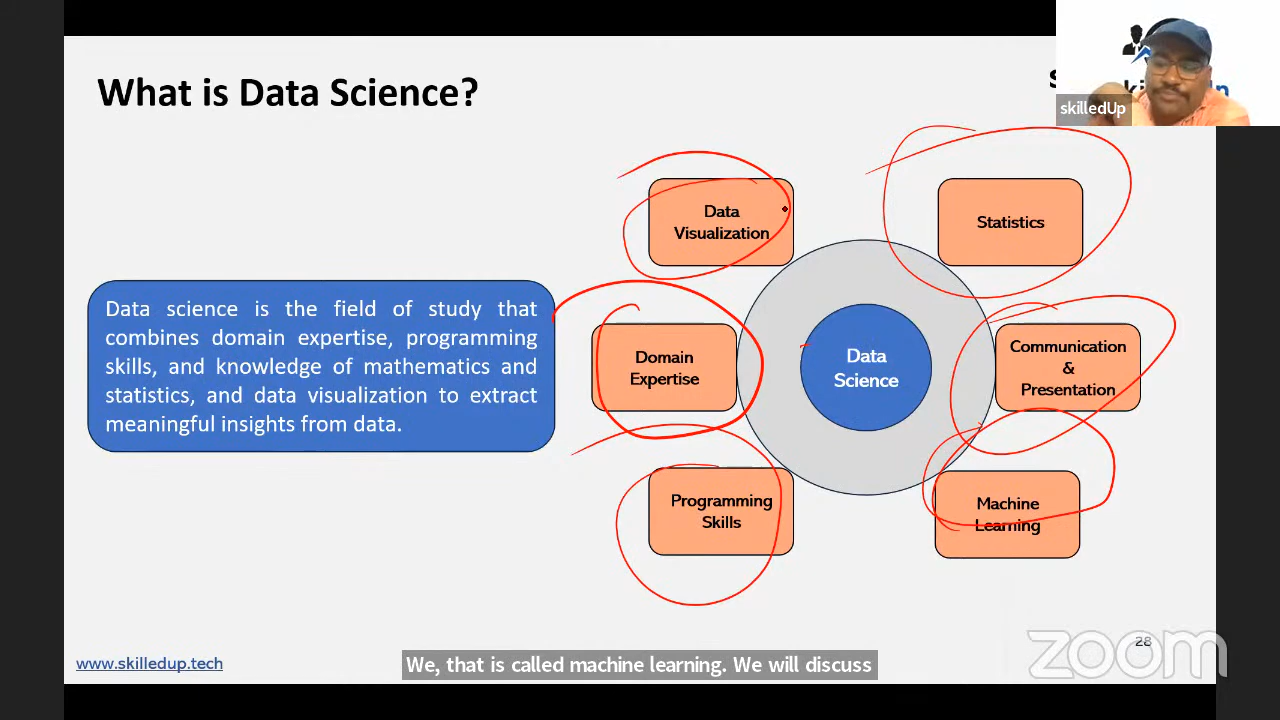 What is Data Science?
skilledUp
Data
Visualization
Statistics
Data science is the field of study that
combines domain expertise, programming
skills, and knowledge of mathematics and
statistics, and data visualization to extract
meaningful insights from data.
Domain
Expertise
Data
Science
Communication
&
Presentation
Programming
Skills
Machine
Learning
28
zoom
www.skilledup.tech
We, that is called machine learning. We will discuss